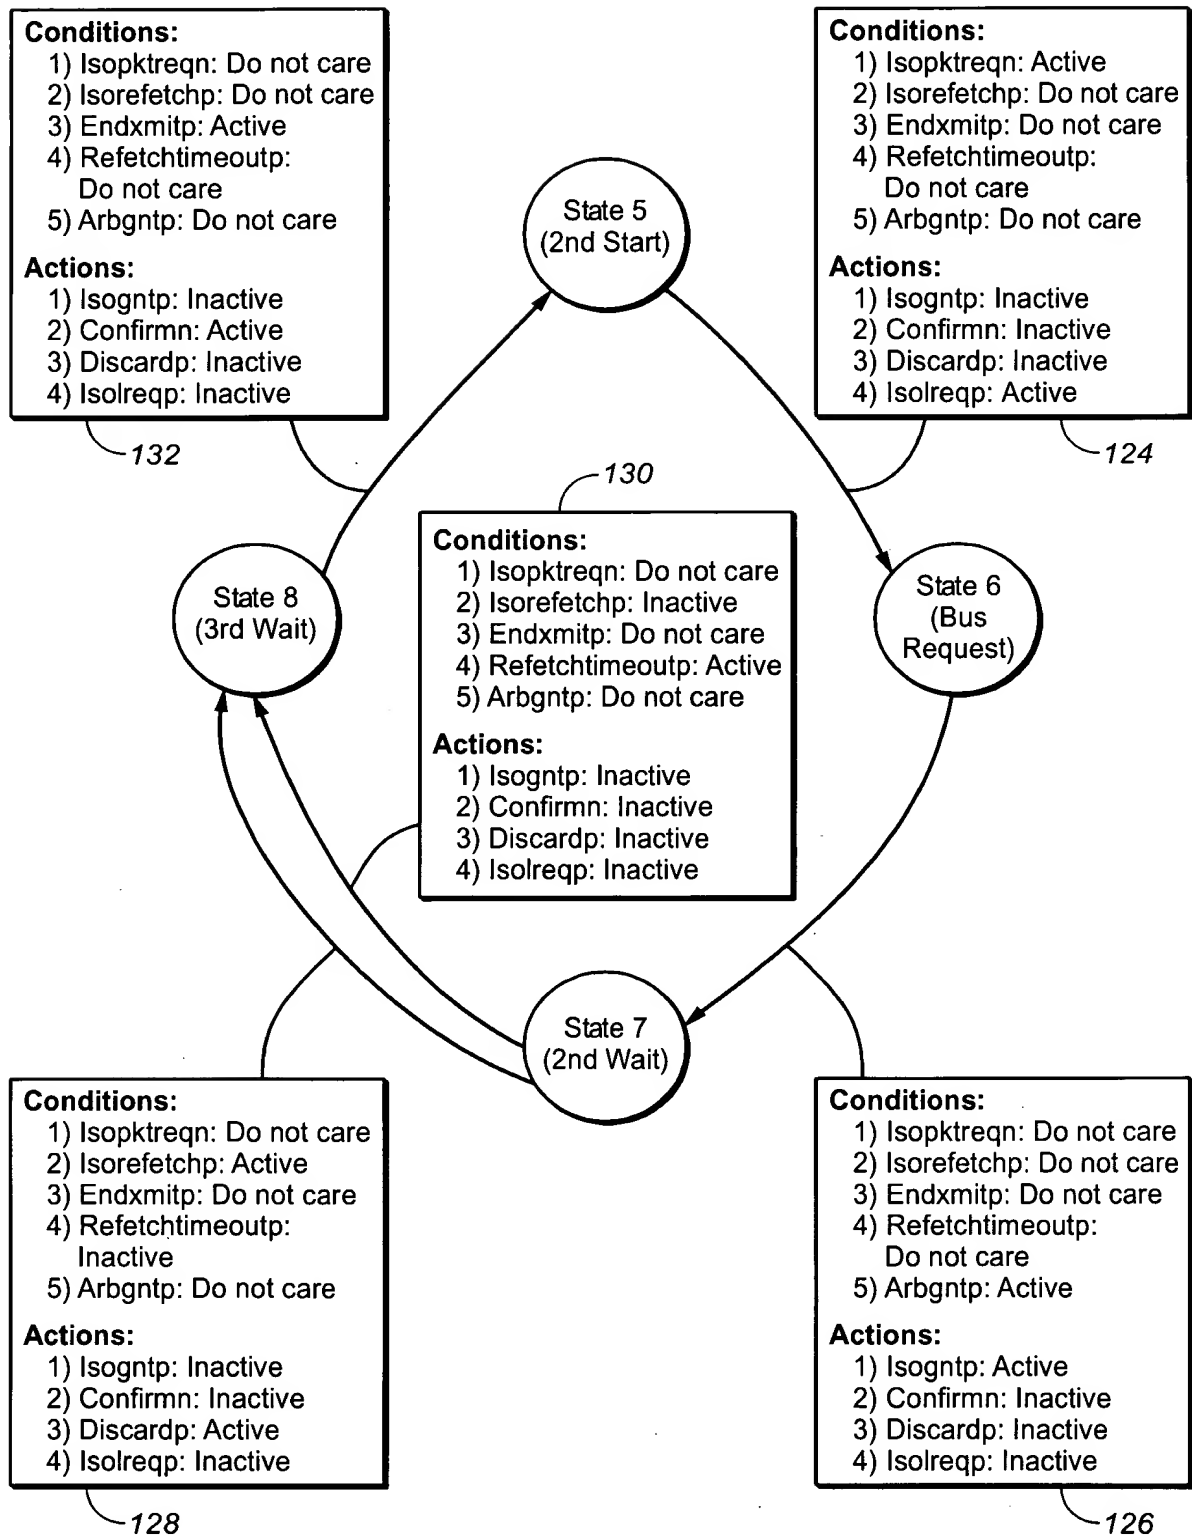 Conditions:
1) Isopktreqn: Do not care
2) Isorefetchp: Do not care
3) Endxmitp: Active
4) Refetchtimeoutp:
Do not care
5) Arbgntp: Do not care
Actions:
1) Isogntp: Inactive
2) Confirmn: Active
3) Discardp: Inactive
4) Isolreqp: Inactive
132
Conditions:
1) Isopktreqn: Active
2) Isorefetchp: Do not care
3) Endxmitp: Do not care
4) Refetchtimeoutp:
Do not care
5) Arbgntp: Do not care
Actions:
1) Isogntp: Inactive
2) Confirmn: Inactive
3) Discardp: Inactive
4) Isolreqp: Active
124
State 5
(2nd Start)
130
Conditions:
1) Isopktreqn: Do not care
2) Isorefetchp: Inactive
3) Endxmitp: Do not care
4) Refetchtimeoutp: Active
5) Arbgntp: Do not care
Actions:
1) Isogntp: Inactive
2) Confirmn: Inactive
3) Discardp: Inactive
4) Isolreqp: Inactive
State 8
(3rd Wait)
State 6
(Bus
Request)
State 7
(2nd Wait)
Conditions:
1) Isopktreqn: Do not care
2) Isorefetchp: Active
3) Endxmitp: Do not care
4) Refetchtimeoutp:
Inactive
5) Arbgntp: Do not care
Actions:
1) Isogntp: Inactive
2) Confirmn: Inactive
3) Discardp: Active
4) Isolreqp: Inactive
128
Conditions:
1) Isopktreqn: Do not care
2) Isorefetchp: Do not care
3) Endxmitp: Do not care
4) Refetchtimeoutp:
Do not care
5) Arbgntp: Active
Actions:
1) Isogntp: Active
2) Confirmn: Inactive
3) Discardp: Inactive
4) Isolreqp: Inactive
126